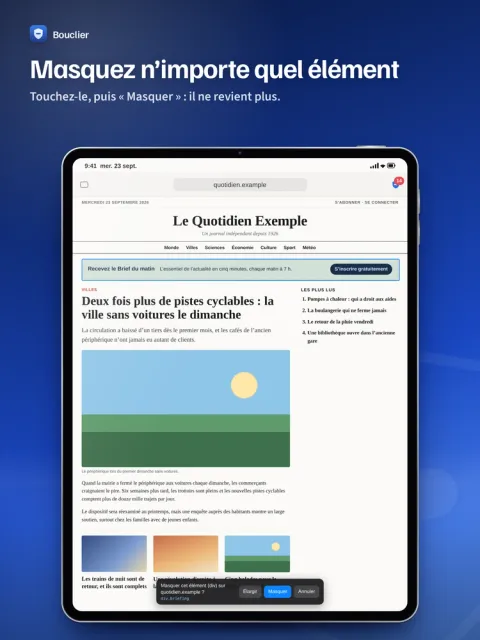 Bouclier
Masquez n’importe quel élément
Touchez-le, puis « Masquer » : il ne revient plus.
9:41 mer. 23 sept.
quotidien.example
14
MERCREDI 23 SEPTEMBRE 2026
S'ABONNER · SE CONNECTER
Le Quotidien Exemple
Un journal indépendant depuis 1926
Monde Villes Sciences Économie Culture Sport Météo
Recevez le Brief du matin
L'essentiel de l'actualité en cinq minutes, chaque matin à 7 h.
S'inscrire gratuitement
VILLES
Deux fois plus de pistes cyclables : la
ville sans voitures le dimanche
La circulation a baissé d’un tiers dès le premier mois, et les cafés de l’ancien
périphérique n’ont jamais eu autant de clients.
Le périphérique lors du premier dimanche sans voitures.
Quand la mairie a fermé le périphérique aux voitures chaque dimanche, les commerçants
craignaient le pire. Six semaines plus tard, les trottoirs sont pleins et les nouvelles pistes cyclables
comptent plus de douze mille trajets par jour.
Le dispositif sera réexaminé au printemps, mais une enquête auprès des habitants montre un large
soutien, surtout chez les familles avec de jeunes enfants.
LES PLUS LUS
1. Pompes à chaleur : qui a droit aux aides
2. La boulangerie qui ne ferme jamais
3. Le retour de la pluie vendredi
4. Une bibliothèque ouvre dans l’ancienne
gare
Les trains de nuit sont de
retour, et ils sont complets
Masquer cet élément (div) sur
quotidien.example ?
div.briefing
Élargir
Masquer
Annuler